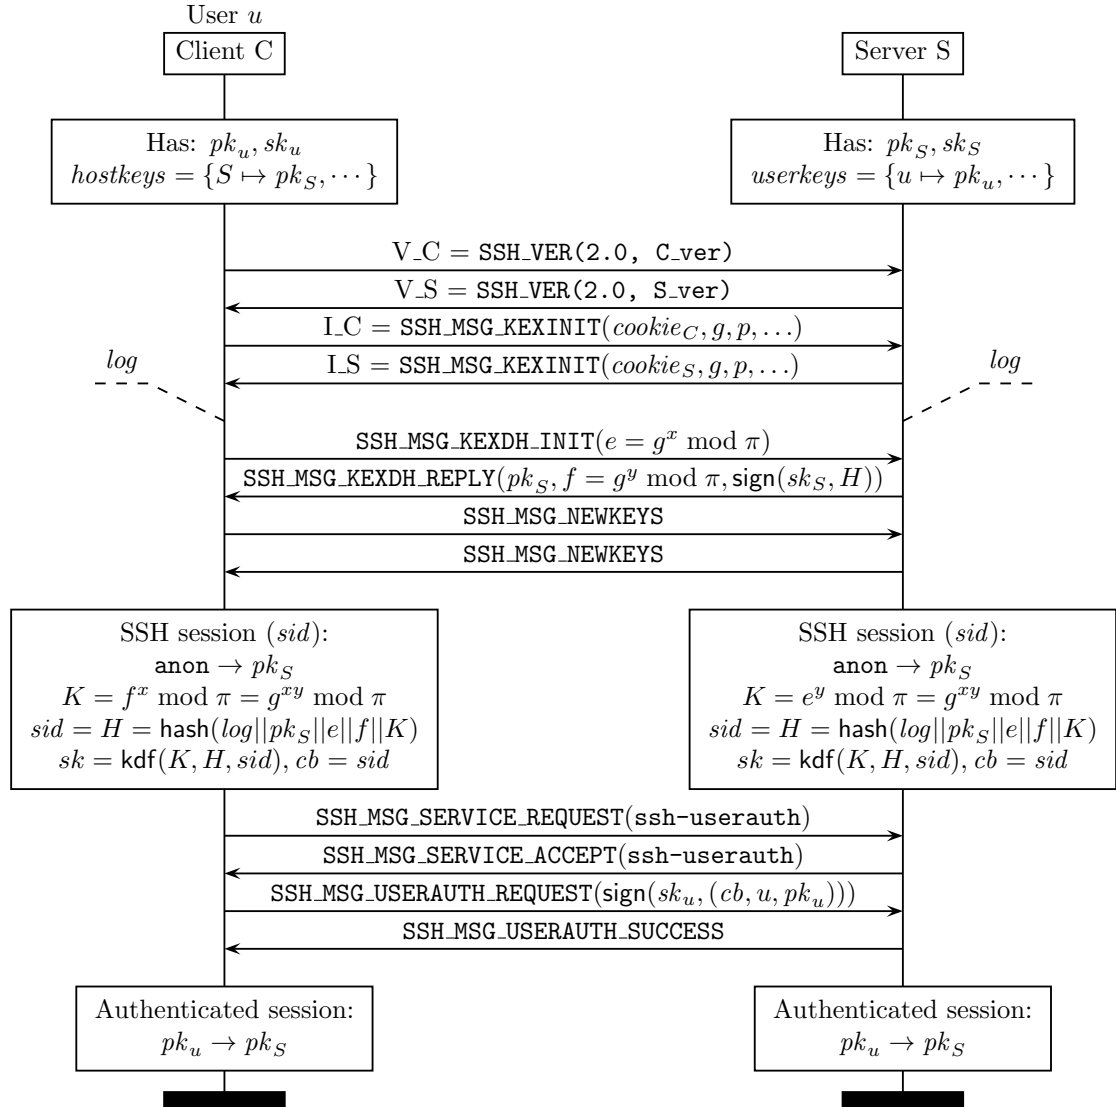 User u
Client C
Server S
Has: pk_u, sk_u
hostkeys = {S ↦ pk_S, ⋯}
Has: pk_S, sk_S
userkeys = {u ↦ pk_u, ⋯}
V_C = SSH_VER(2.0, C_ver)
V_S = SSH_VER(2.0, S_ver)
I_C = SSH_MSG_KEXINIT(cookie_C, g, p, …)
I_S = SSH_MSG_KEXINIT(cookie_S, g, p, …)
log
log
SSH_MSG_KEXDH_INIT(e = g^x mod π)
SSH_MSG_KEXDH_REPLY(pk_S, f = g^y mod π, sign(sk_S, H))
SSH_MSG_NEWKEYS
SSH_MSG_NEWKEYS
SSH session (sid):
anon → pk_S
K = f^x mod π = g^{xy} mod π
sid = H = hash(log||pk_S||e||f||K)
sk = kdf(K, H, sid), cb = sid
SSH session (sid):
anon → pk_S
K = e^y mod π = g^{xy} mod π
sid = H = hash(log||pk_S||e||f||K)
sk = kdf(K, H, sid), cb = sid
SSH_MSG_SERVICE_REQUEST(ssh-userauth)
SSH_MSG_SERVICE_ACCEPT(ssh-userauth)
SSH_MSG_USERAUTH_REQUEST(sign(sk_u, (cb, u, pk_u)))
SSH_MSG_USERAUTH_SUCCESS
Authenticated session:
pk_u → pk_S
Authenticated session:
pk_u → pk_S